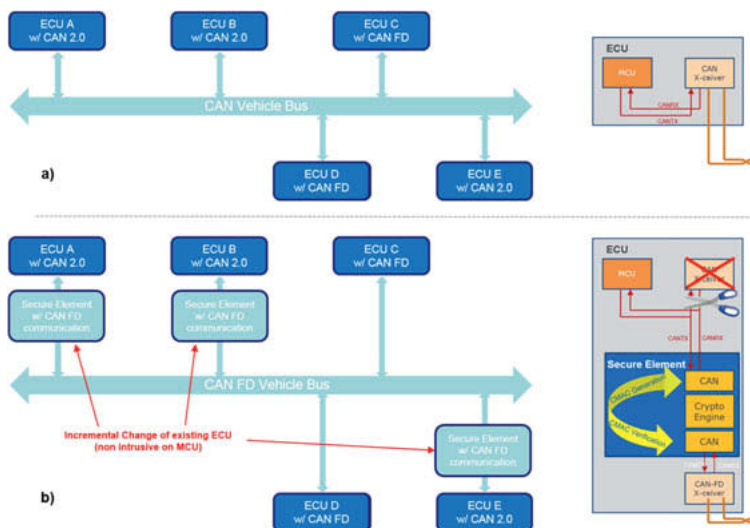 ECU A
w/ CAN 2.0
ECU B
w/ CAN 2.0
ECU C
w/ CAN FD
CAN Vehicle Bus
ECU D
w/ CAN FD
ECU E
w/ CAN 2.0
a)
ECU
MCU
CAN
X-ceiver
CANRX
CANTX
ECU A
w/ CAN 2.0
ECU B
w/ CAN 2.0
ECU C
w/ CAN FD
Secure Element
w/ CAN FD
communication
Secure Element
w/ CAN FD
communication
CAN FD Vehicle Bus
Incremental Change of existing ECU
(non intrusive on MCU)
Secure Element
w/ CAN FD
communication
ECU D
w/ CAN FD
ECU E
w/ CAN 2.0
b)
ECU
MCU
CAN
X-ceiver
CANTX
CANRX
Secure Element
CMAC Generation
CMAC Verification
CAN
Crypto
Engine
CAN
CANTX
CANRX
CAN-FD
X-ceiver